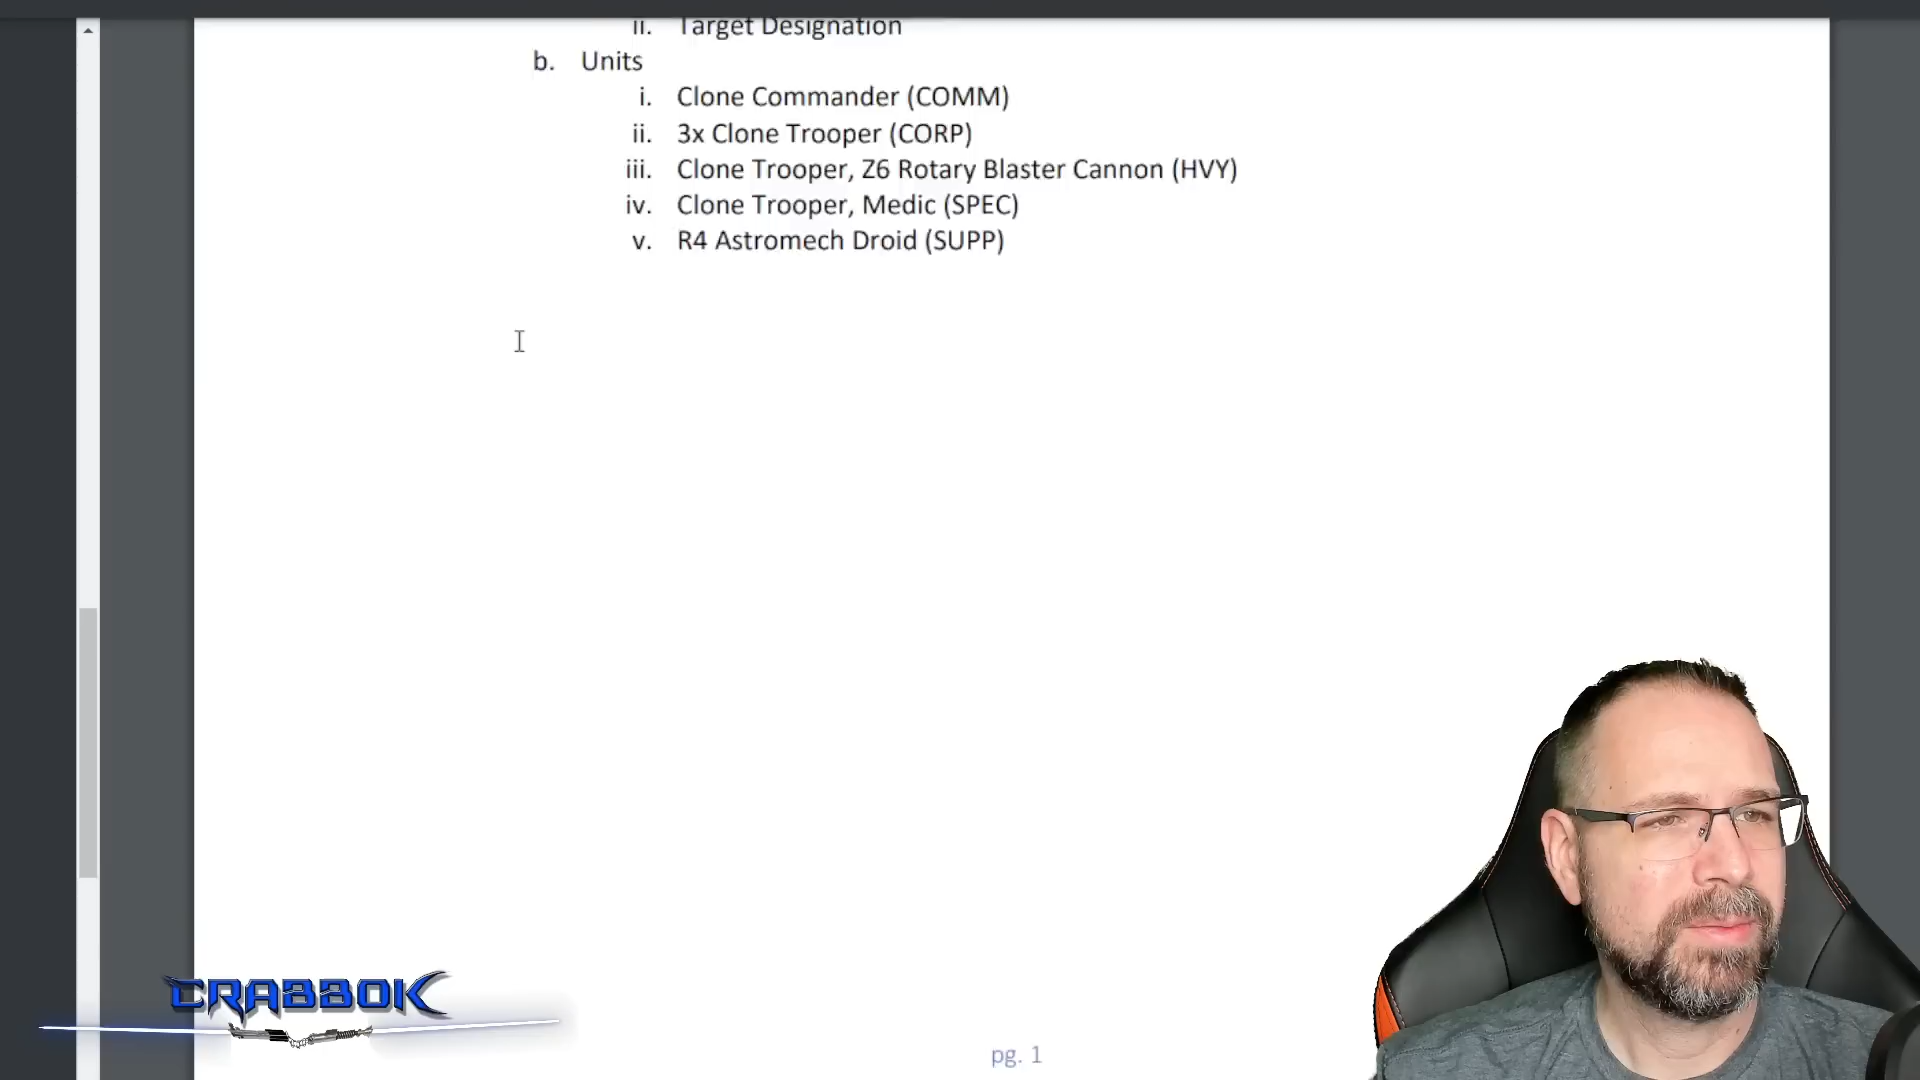 ii. Target Designation
b. Units
i. Clone Commander (COMM)
ii. 3x Clone Trooper (CORP)
iii. Clone Trooper, Z6 Rotary Blaster Cannon (HVY)
iv. Clone Trooper, Medic (SPEC)
v. R4 Astromech Droid (SUPP)
CRABBOK
pg. 1